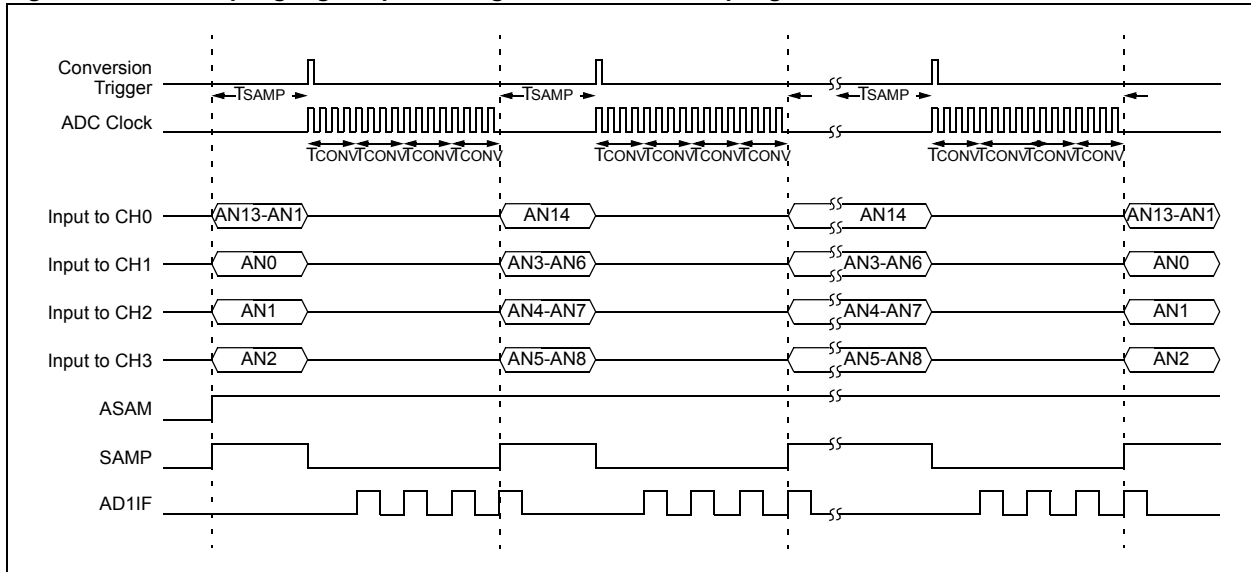 Conversion
Trigger
TSAMP TSAMP TSAMP
ADC Clock
TCONV TCONV TCONV TCONV TCONV TCONV TCONV TCONV TCONV TCONV TCONV TCONV
Input to CH0 AN13-AN1 AN14 AN14 AN13-AN1
Input to CH1 AN0 AN3-AN6 AN3-AN6 AN0
Input to CH2 AN1 AN4-AN7 AN4-AN7 AN1
Input to CH3 AN2 AN5-AN8 AN5-AN8 AN2
ASAM
SAMP
AD1IF